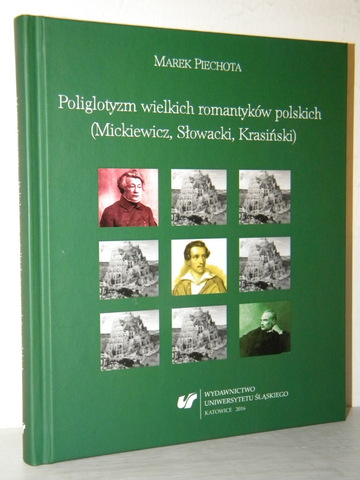 MAREK PIECHOTA
Poliglotyzm wielkich romantyków polskich
(Mickiewicz, Słowacki, Krasiński)
WYDAWNICTWO
UNIWERSYTETU ŚLĄSKIEGO
KATOWICE 2016